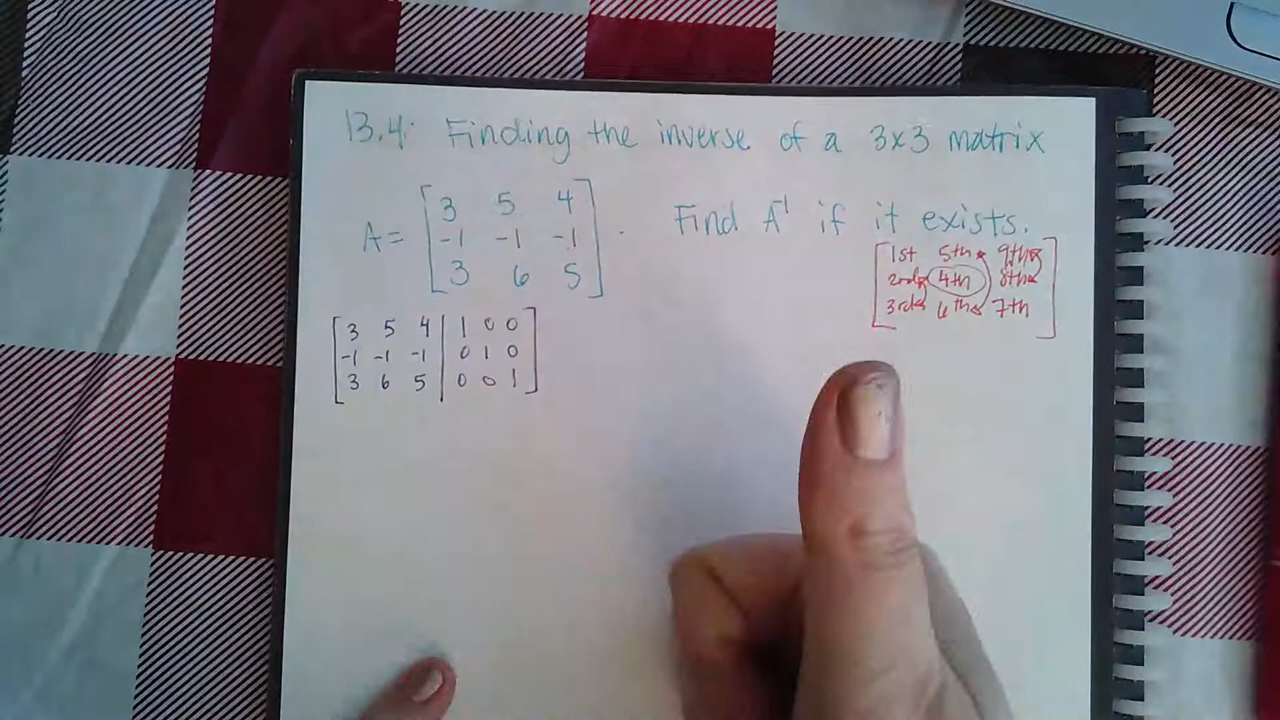 13.4: Finding the inverse of a 3x3 matrix
A = [3 5 4
-1 -1 -1
3 6 5].
Find A⁻¹ if it exists.
[1st 5th 9th
2nd 4th 8th
3rd 6th 7th]
[3 5 4 | 1 0 0
-1 -1 -1 | 0 1 0
3 6 5 | 0 0 1]